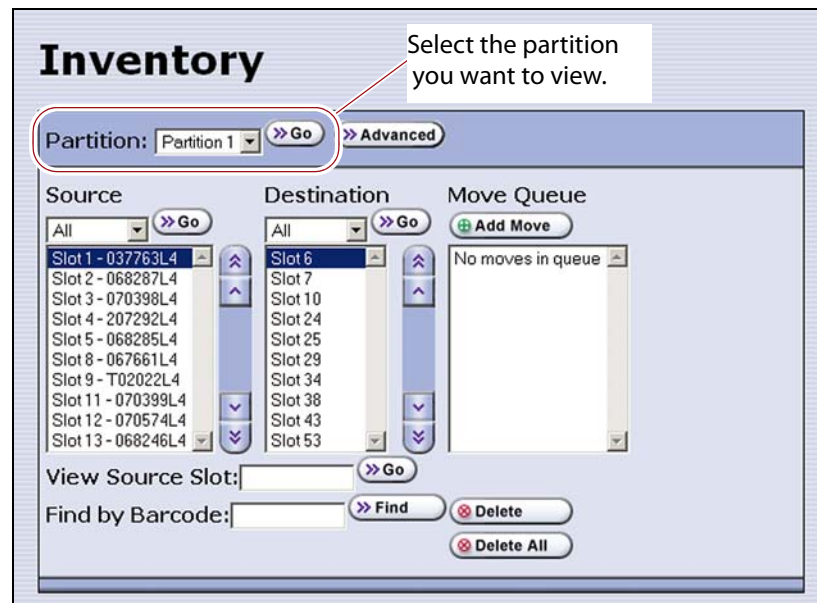 Inventory
Select the partition
you want to view.
Partition: Partition 1 Go Advanced
Source Destination Move Queue
All Go All Go Add Move
Slot 1 - 037763L4 Slot 6 No moves in queue
Slot 2 - 068287L4 Slot 7
Slot 3 - 070398L4 Slot 10
Slot 4 - 207292L4 Slot 24
Slot 5 - 068285L4 Slot 25
Slot 8 - 067661L4 Slot 29
Slot 9 - T02022L4 Slot 34
Slot 11 - 070399L4 Slot 38
Slot 12 - 070574L4 Slot 43
Slot 13 - 068246L4 Slot 53
View Source Slot: Go
Find by Barcode: Find Delete
Delete All